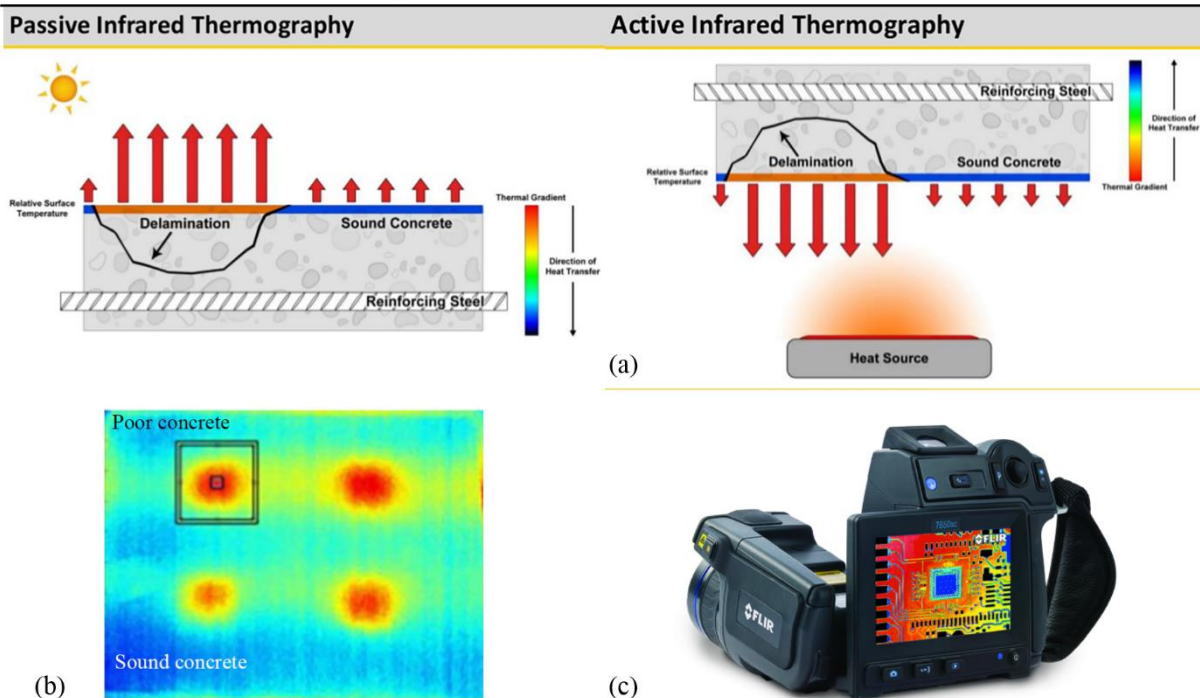 Passive Infrared Thermography
Relative Surface
Temperature
Delamination
Sound Concrete
Reinforcing Steel
Thermal Gradient
Direction of
Heat Transfer
Active Infrared Thermography
Reinforcing Steel
Delamination
Sound Concrete
Relative Surface
Temperature
Direction of
Heat Transfer
Thermal Gradient
Heat Source
(a)
Poor concrete
Sound concrete
(b)
T650sc
FLIR
FLIR
(c)